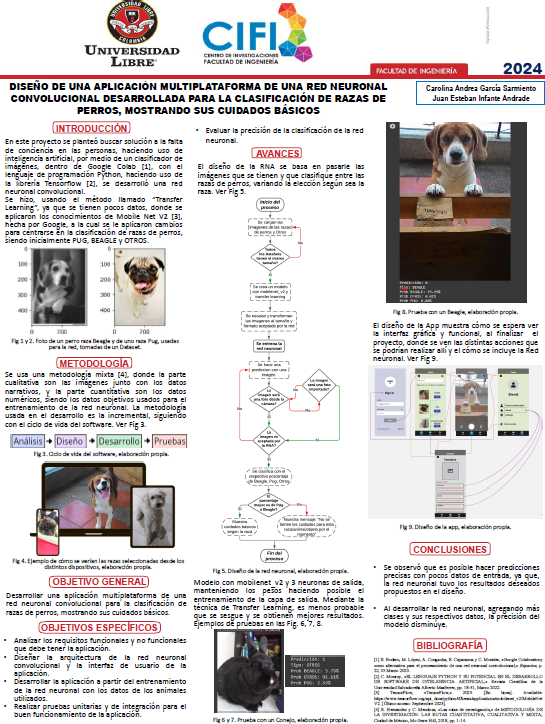 UNIVERSIDAD
LIBRE
CIFI
CENTRO DE INVESTIGACIONES
FACULTAD DE INGENIERÍA
FACULTAD DE INGENIERÍA
2024
DISEÑO DE UNA APLICACIÓN MULTIPLATAFORMA DE UNA RED NEURONAL
CONVOLUCIONAL DESARROLLADA PARA LA CLASIFICACIÓN DE RAZAS DE
PERROS, MOSTRANDO SUS CUIDADOS BÁSICOS
Carolina Andrea García Sarmiento
Juan Esteban Infante Andrade
INTRODUCCIÓN
En este proyecto se planteó buscar solución a la falta
de conciencia en las personas, haciendo uso de
inteligencia artificial, por medio de un clasificador de
imágenes, dentro de Google Colab [1], con el
lenguaje de programación Python, haciendo uso de
la librería Tensorflow [2], se desarrolló una red
neuronal convolucional.
Se hizo, usando el método llamado "Transfer
Learning", ya que se tienen pocos datos, donde se
aplicaron los conocimientos de Mobile Net V2 [3],
hecha por Google, a la cual se le aplicaron cambios
para centrarse en la clasificación de razas de perros,
siendo inicialmente PUG, BEAGLE y OTROS.
Fig 1 y 2. Foto de un perro raza Beagle y de una raza Pug, usadas
para la red, tomadas de un Dataset.
METODOLOGÍA
Se usa una metodología mixta [4], donde la parte
cualitativa son las imágenes junto con los datos
narrativos, y la parte cuantitativa son los datos
numéricos, siendo los datos objetivos usados para el
entrenamiento de la red neuronal. La metodología
usada en el desarrollo es la incremental, siguiendo
con el ciclo de vida del software. Ver Fig 3.
Análisis
Diseño
Desarrollo
Pruebas
Fig 3. Ciclo de vida del software, elaboración propia.
Fig 4. Ejemplo de cómo se verían las razas seleccionadas desde los
distintos dispositivos, elaboración propia.
OBJETIVO GENERAL
Desarrollar una aplicación multiplataforma de una
red neuronal convolucional para la clasificación de
perros, mostrando sus cuidados básicos.
OBJETIVOS ESPECÍFICOS
• Analizar los requisitos funcionales y no funcionales
que debe tener la aplicación.
• Diseñar la arquitectura de la red neuronal
convolucional y la interfaz de usuario de la
aplicación.
• Desarrollar la aplicación a partir del entrenamiento
de la red neuronal con los datos de los animales
utilizados.
• Realizar pruebas unitarias y de integración para el
buen funcionamiento de la aplicación.
• Evaluar la precisión de la clasificación de la red
neuronal.
AVANCES
El diseño de la RNA se basa en pasarle las
imágenes que se tienen y que clasifique entre las
razas de perros, variando la elección según sea la
raza. Ver Fig 5.
Inicio del
proceso
Se cargan las
imágenes de las razas
de perros y Otros
Todos
los Datasets
tienen el mismo
tamaño?
No
Se crea un modelo
con mobilenet_v2 y
transfer learning
Se escalan y transforman
las imágenes al tamaño y
formato aceptado por la red
Se entrena la
red neuronal
Se hace una
predicción con una
imagen
La imagen
será una foto
importada?
La
imagen será
una foto desde la
cámara?
La
imagen es
aceptada por
la RNA?
Se clasifica con el
respectivo porcentaje
de Beagle, Pug, Otros
El
porcentaje
mayor es de Pug
o Beagle?
Muestra
cuidados básicos
según la raza
Muestra mensaje: "No se
Fin del
proceso
Fig 5. Diseño de la red neuronal, elaboración propia.
Modelo con mobilenet_v2 y 3 neuronas de salida,
manteniendo los pesos haciendo posible el
entrenamiento de la capa de salida. Mediante la
técnica de Transfer Learning, es menos probable
que se sesgue y se obtienen mejores resultados.
Ejemplos de pruebas en las Fig. 6, 7, 8.
Predicción: 1
Tipo: OTROS
Prob BEAGLE: 5.79%
Prob OTROS: 91.61%
Prob PUG: 2.59%
Fig 6 y 7. Prueba con un Conejo, elaboración propia.
Fig 8. Prueba con un Beagle, elaboración propia.
El diseño de la App muestra cómo se espera ver
la interfaz gráfica y funcional, al finalizar el
proyecto, donde se ven las distintas acciones que
se podrían realizar allí y el cómo se incluye la Red
neuronal. Ver Fig 9.
Fig 9. Diseño de la app, elaboración propia.
CONCLUSIONES
• Se observó que es posible hacer predicciones
precisas con pocos datos de entrada, ya que,
la red neuronal tuvo los resultados deseados
propuestos en el diseño.
• Al desarrollar la red neuronal, agregando más
clases y sus respectivos datos, la precisión del
modelo disminuye.
BIBLIOGRAFÍA